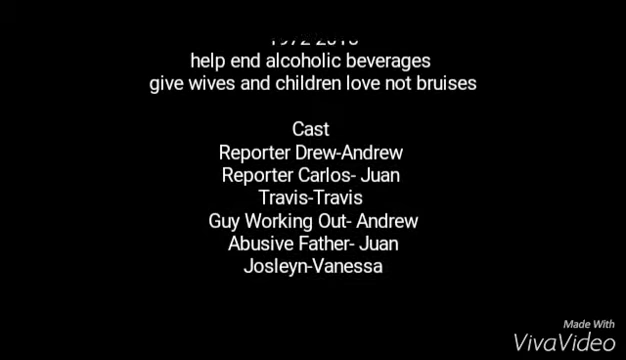 help end alcoholic beverages
give wives and children love not bruises
Cast
Reporter Drew-Andrew
Reporter Carlos- Juan
Travis-Travis
Guy Working Out- Andrew
Abusive Father- Juan
Josleyn-Vanessa
Made With
VivaVideo